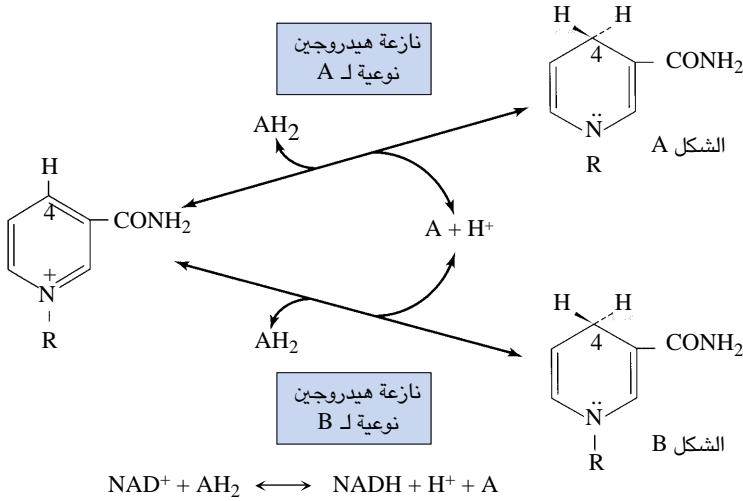 نازعة هيدروجين
نوعية لـ A
H H
4
CONH₂
N̈
R
الشكل A
AH₂
H
4
CONH₂
N⁺
R
A + H⁺
AH₂
H H
4
CONH₂
N̈
R
الشكل B
نازعة هيدروجين
نوعية لـ B
NAD⁺ + AH₂ ⟷ NADH + H⁺ + A